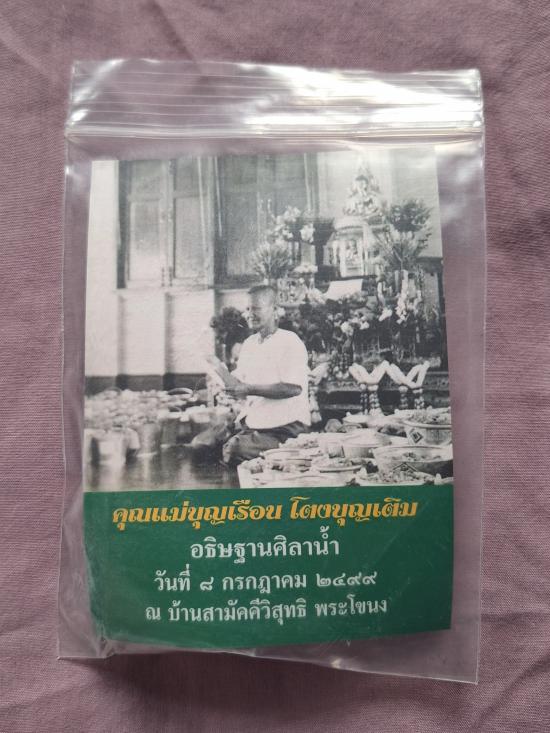 คุณแม่บุญเรือน โตงบุญเติม
อธิษฐานศิลาน้ำ
วันที่ ๘ กรกฎาคม ๒๔๙๙
ณ บ้านสามัคคีวิสุทธิ พระโขนง